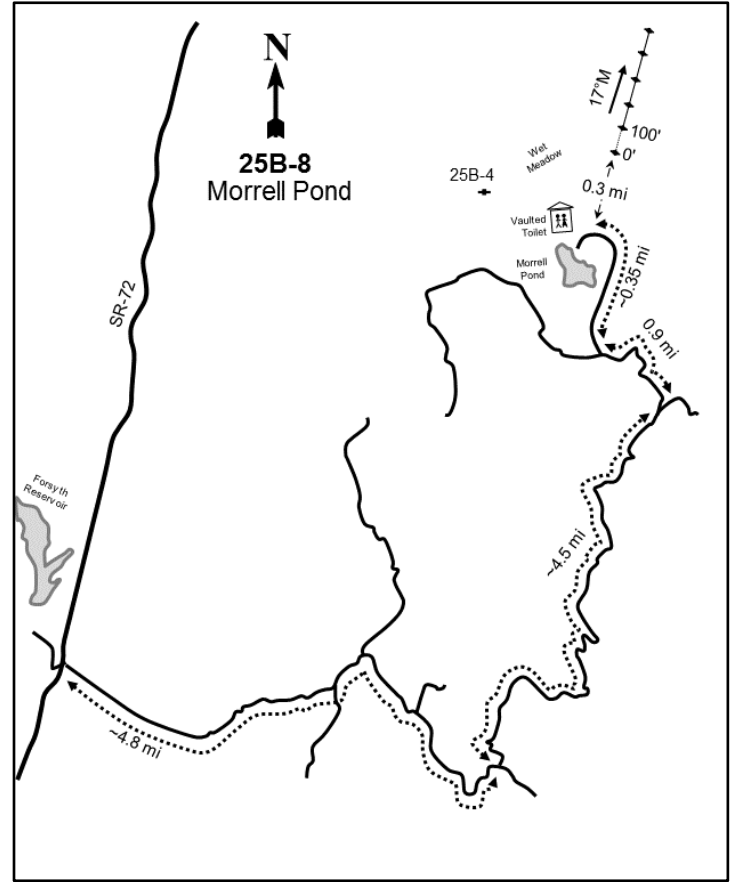 N
25B-8
Morrell Pond
17°M
100'
0'
Wet
Meadow
25B-4
0.3 mi
Vaulted
Toilet
Morrell
Pond
~0.35 mi
SR-72
0.9 mi
Forsyth
Reservoir
~4.5 mi
~4.8 mi